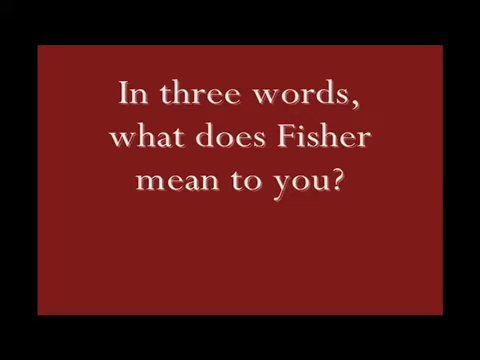 In three words,
what does Fisher
mean to you?